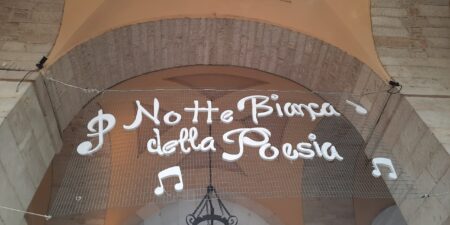 Notte Bianca
della Poesia